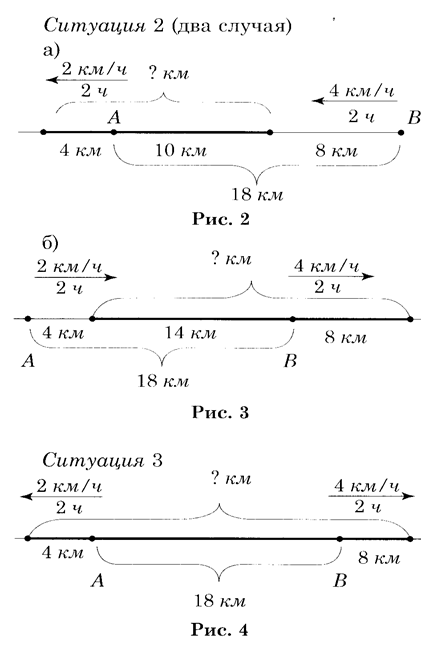 Ситуация 2 (два случая)
а)
2 км/ч
2 ч
? км
4 км/ч
2 ч
A
B
4 км
10 км
8 км
18 км
Рис. 2
б)
2 км/ч
2 ч
? км
4 км/ч
2 ч
4 км
14 км
8 км
A
B
18 км
Рис. 3
Ситуация 3
2 км/ч
2 ч
? км
4 км/ч
2 ч
4 км
8 км
A
B
18 км
Рис. 4